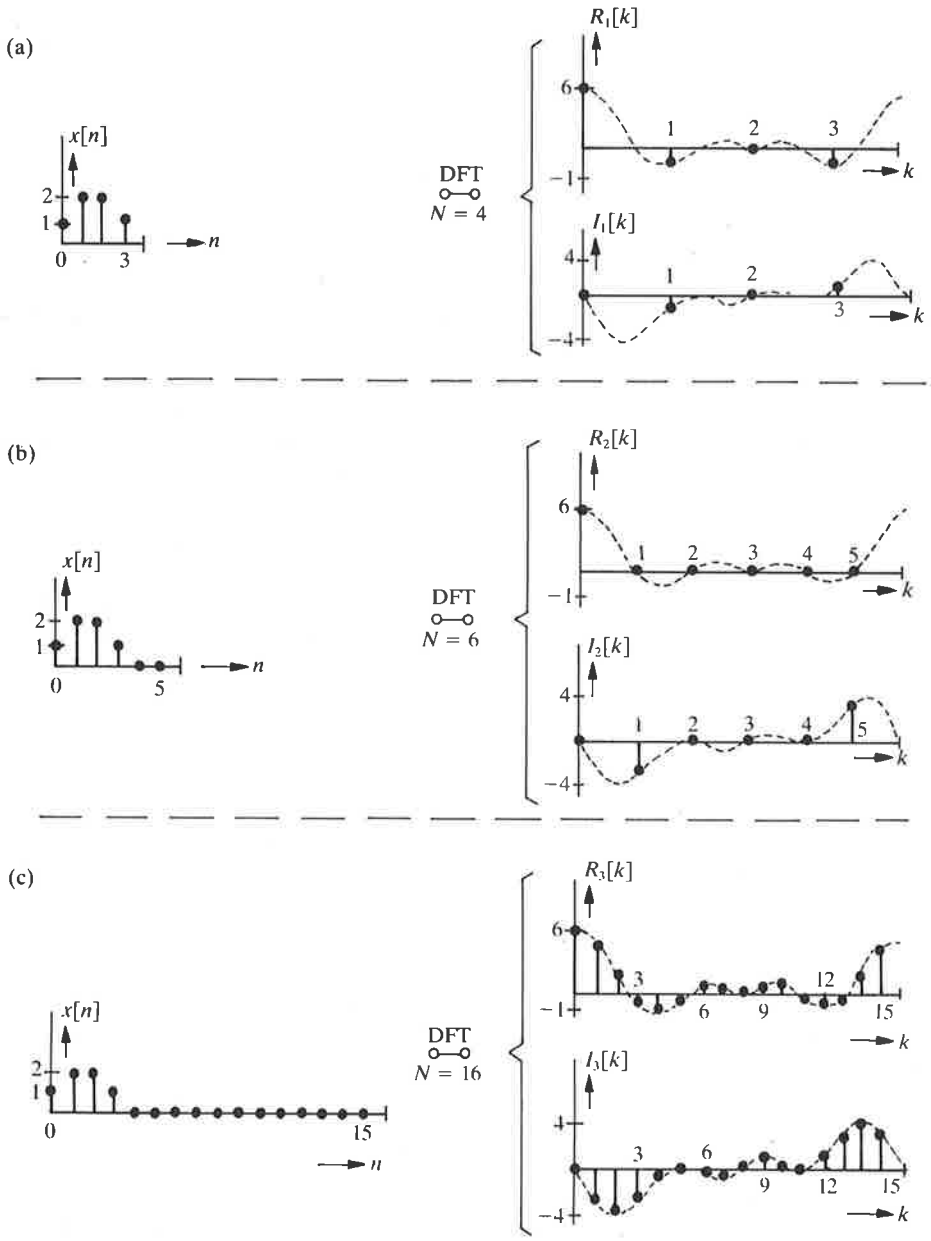 (a)
R₁[k]
6
1 2 3
−1
k
x[n]
2
1
0 3
n
DFT
N = 4
I₁[k]
4
1 2
3
−4
k
(b)
R₂[k]
6
1 2 3 4 5
−1
k
x[n]
2
1
0 5
n
DFT
N = 6
I₂[k]
4
1 2 3 4
5
−4
k
(c)
R₃[k]
6
3 12
−1
6 9 15
k
x[n]
2
1
0 15
n
DFT
N = 16
I₃[k]
4
3 6
9 12 15
−4
k